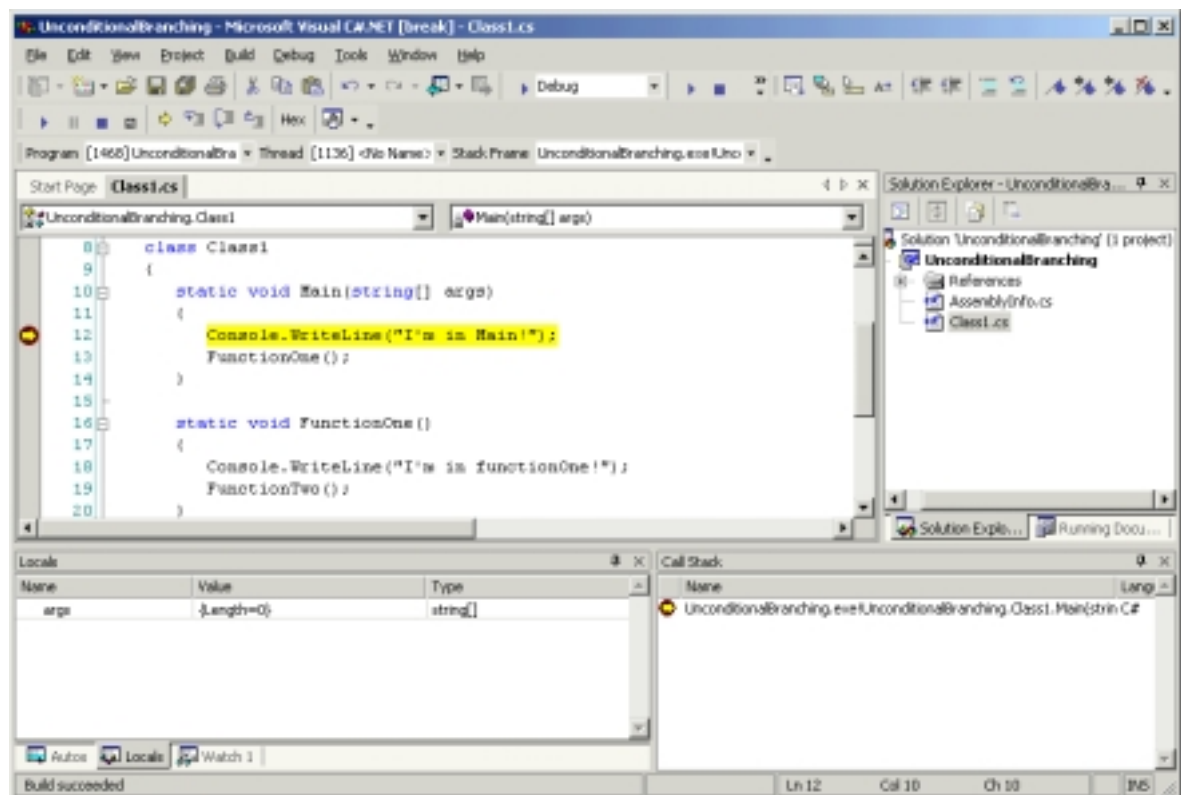 UnconditionalBranching - Microsoft Visual C#.NET [break] - Class1.cs
File Edit View Project Build Debug Tools Window Help
Debug
Hex
Program [1468] UnconditionalBra Thread [1136] <No Name> Stack Frame UnconditionalBranching.exe!Unco
Start Page Class1.cs
UnconditionalBranching.Class1 Main(string[] args)
8 class Class1
9 {
10 static void Main(string[] args)
11 {
12 Console.WriteLine("I'm in Main!");
13 FunctionOne();
14 }
15
16 static void FunctionOne()
17 {
18 Console.WriteLine("I'm in functionOne!");
19 FunctionTwo();
20 }
Solution Explorer - UnconditionalBra...
Solution 'UnconditionalBranching' (1 project)
UnconditionalBranching
References
AssemblyInfo.cs
Class1.cs
Solution Explo... Running Docu...
Locals
Name Value Type
args {Length=0} string[]
Autos Locals Watch 1
Call Stack
Name Lang
UnconditionalBranching.exe!UnconditionalBranching.Class1.Main(strin C#
Build succeeded Ln 12 Col 10 Ch 10 INS